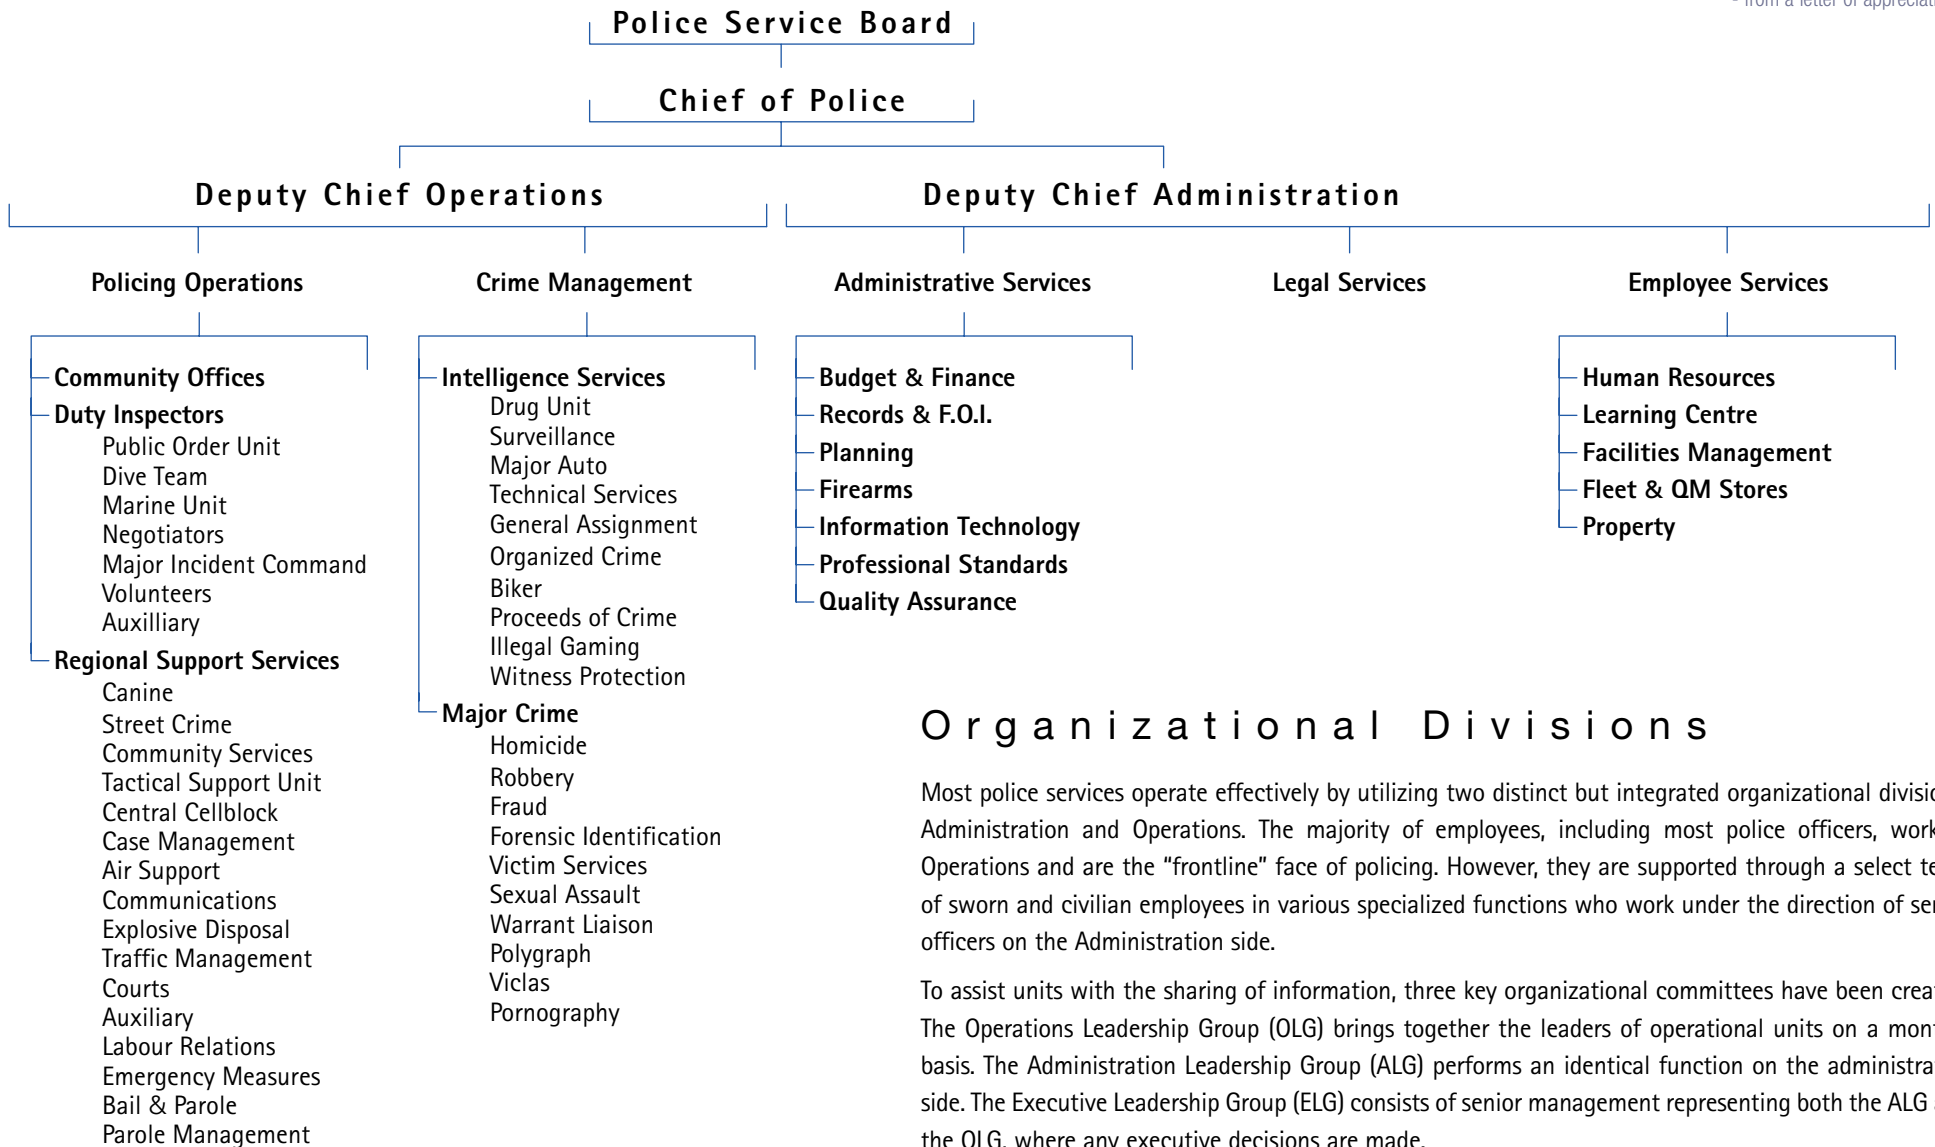 - from a letter of
Police Service Board
Chief of Police
Deputy Chief Operations
Deputy Chief Administration
Policing Operations
Community Offices
Duty Inspectors
Public Order Unit
Dive Team
Marine Unit
Negotiators
Major Incident Command
Volunteers
Auxilliary
Regional Support Services
Canine
Street Crime
Community Services
Tactical Support Unit
Central Cellblock
Case Management
Air Support
Communications
Explosive Disposal
Traffic Management
Courts
Auxiliary
Labour Relations
Emergency Measures
Bail & Parole
Parole Management
Crime Management
Intelligence Services
Drug Unit
Surveillance
Major Auto
Technical Services
General Assignment
Organized Crime
Biker
Proceeds of Crime
Illegal Gaming
Witness Protection
Major Crime
Homicide
Robbery
Fraud
Forensic Identification
Victim Services
Sexual Assault
Warrant Liaison
Polygraph
Viclas
Pornography
Administrative Services
Budget & Finance
Records & F.O.I.
Planning
Firearms
Information Technology
Professional Standards
Quality Assurance
Legal Services
Employee Services
Human Resources
Learning Centre
Facilities Management
Fleet & QM Stores
Property
Organizational Divisions
Most police services operate effectively by utilizing two distinct but integrated organizational
Administration and Operations. The majority of employees, including most police officers, work
Operations and are the "frontline" face of policing. However, they are supported through a select
of sworn and civilian employees in various specialized functions who work under the direction of
officers on the Administration side.
To assist units with the sharing of information, three key organizational committees have been
The Operations Leadership Group (OLG) brings together the leaders of operational units on a
basis. The Administration Leadership Group (ALG) performs an identical function on the
side. The Executive Leadership Group (ELG) consists of senior management representing both the ALG
the OLG, where any executive decisions are made.